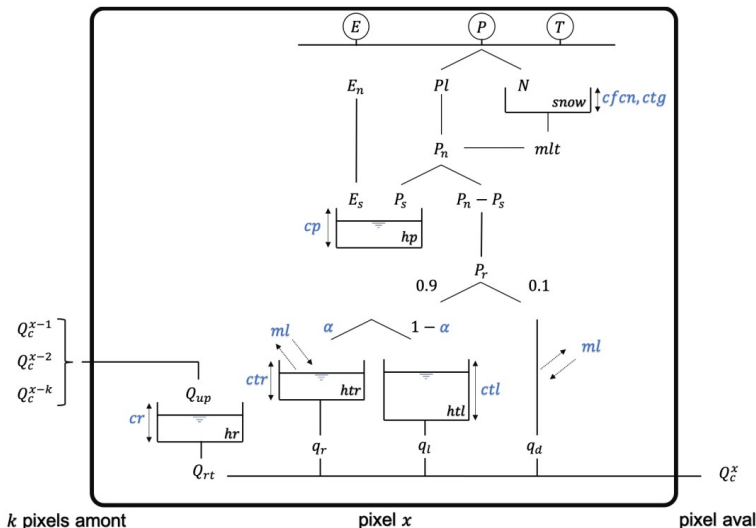 E P T
E_n Pl N
snow cfcn, ctg
P_n mlt
E_s P_s P_n − P_s
cp hp
P_r
0.9 0.1
Q_c^{x−1} α 1 − α
ml ml
Q_c^{x−2}
ctr ctl
Q_c^{x−k} Q_up htr
cr hr htl
q_r q_l q_d
Q_rt Q_c^x
k pixels amont pixel x pixel aval